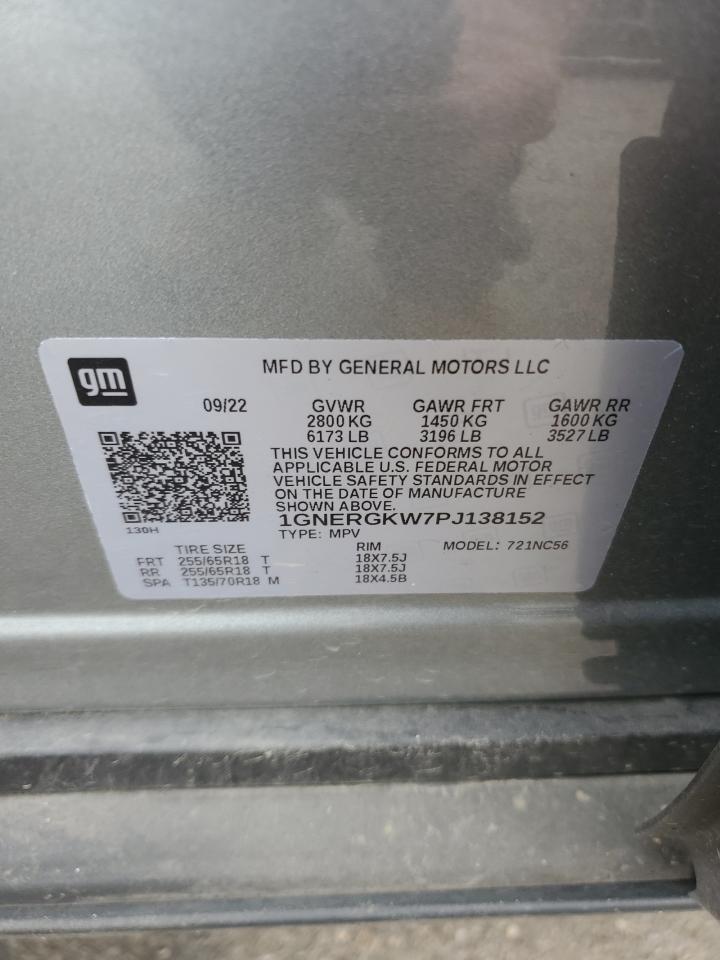 gm
MFD BY GENERAL MOTORS LLC
09/22 GVWR GAWR FRT GAWR RR
2800 KG 1450 KG 1600 KG
6173 LB 3196 LB 3527 LB
THIS VEHICLE CONFORMS TO ALL
APPLICABLE U.S. FEDERAL MOTOR
VEHICLE SAFETY STANDARDS IN EFFECT
ON THE DATE OF MANUFACTURE
SHOWN ABOVE.
1GNERGKW7PJ138152
130H
TYPE: MPV
TIRE SIZE RIM MODEL: 721NC56
FRT 255/65R18 T 18X7.5J
RR 255/65R18 T 18X7.5J
SPA T135/70R18 M 18X4.5B